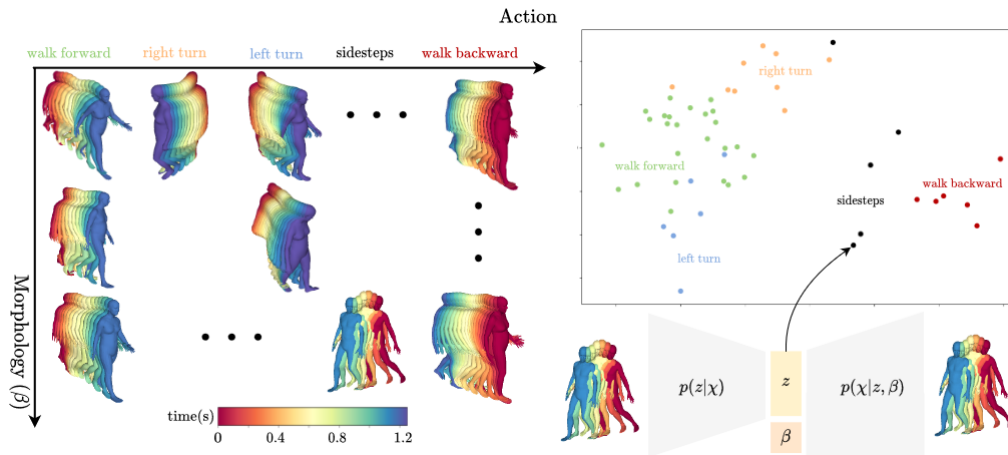 Action
walk forward right turn left turn sidesteps walk backward
Morphology (β)
time(s)
0 0.4 0.8 1.2
right turn
walk forward
walk backward
sidesteps
left turn
p(z|χ)
z
p(χ|z, β)
β